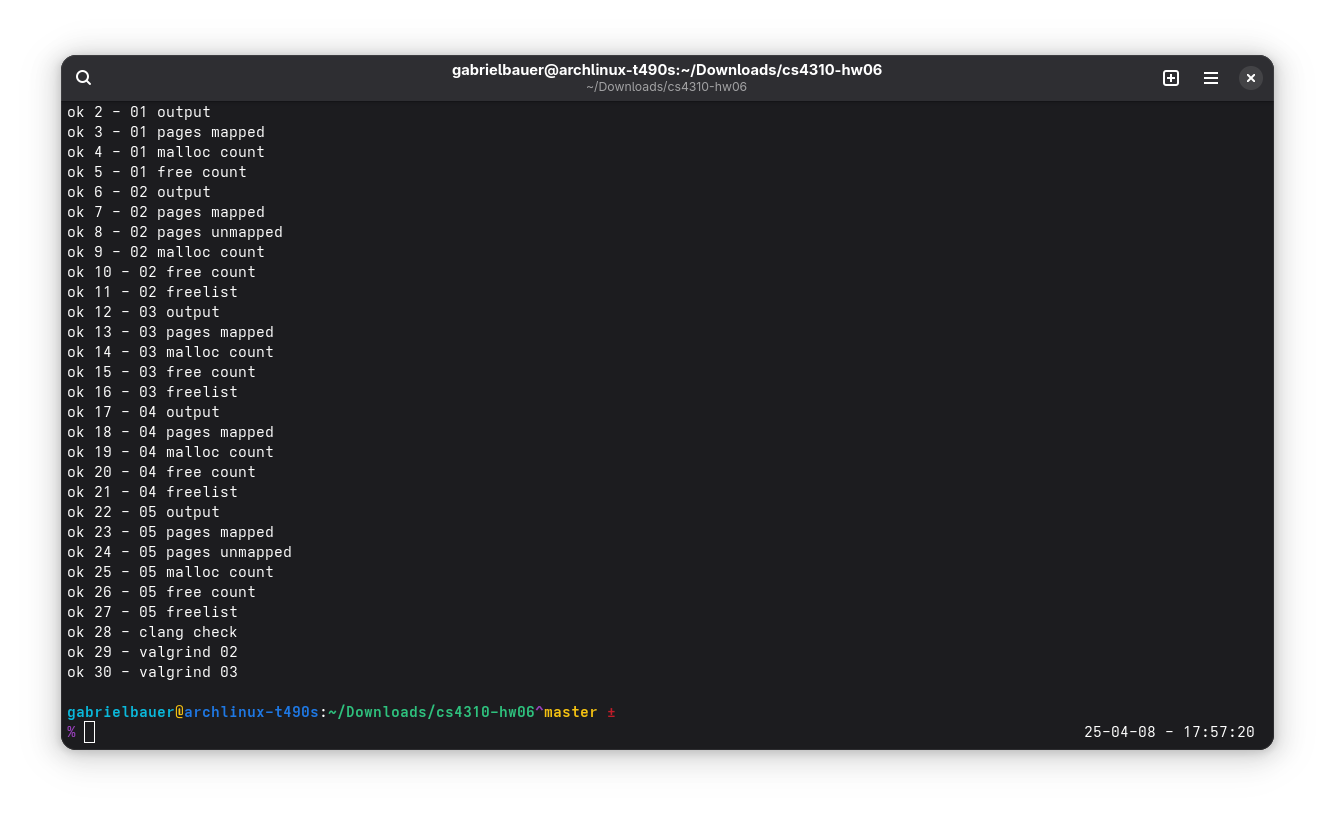 gabrielbauer@archlinux-t490s:~/Downloads/cs4310-hw06
~/Downloads/cs4310-hw06
ok 2 - 01 output
ok 3 - 01 pages mapped
ok 4 - 01 malloc count
ok 5 - 01 free count
ok 6 - 02 output
ok 7 - 02 pages mapped
ok 8 - 02 pages unmapped
ok 9 - 02 malloc count
ok 10 - 02 free count
ok 11 - 02 freelist
ok 12 - 03 output
ok 13 - 03 pages mapped
ok 14 - 03 malloc count
ok 15 - 03 free count
ok 16 - 03 freelist
ok 17 - 04 output
ok 18 - 04 pages mapped
ok 19 - 04 malloc count
ok 20 - 04 free count
ok 21 - 04 freelist
ok 22 - 05 output
ok 23 - 05 pages mapped
ok 24 - 05 pages unmapped
ok 25 - 05 malloc count
ok 26 - 05 free count
ok 27 - 05 freelist
ok 28 - clang check
ok 29 - valgrind 02
ok 30 - valgrind 03
gabrielbauer@archlinux-t490s:~/Downloads/cs4310-hw06^master ±
% 25-04-08 - 17:57:20